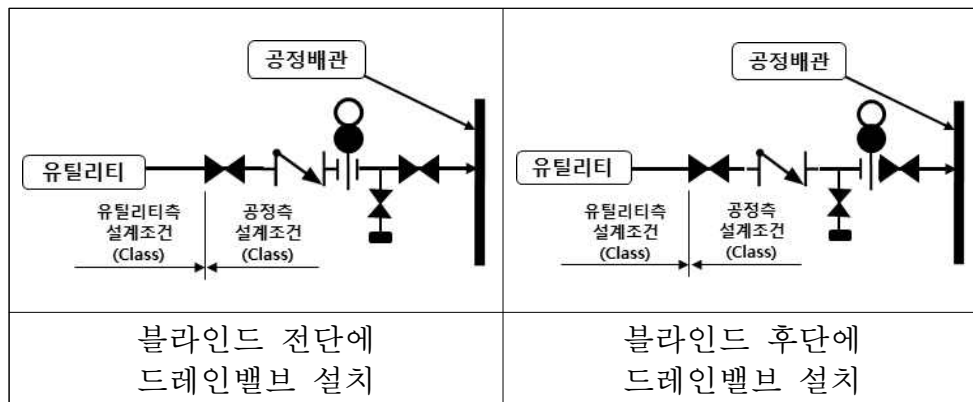 공정배관
유틸리티
유틸리티측
설계조건
(Class)
공정측
설계조건
(Class)
블라인드 전단에
드레인밸브 설치
공정배관
유틸리티
유틸리티측
설계조건
(Class)
공정측
설계조건
(Class)
블라인드 후단에
드레인밸브 설치